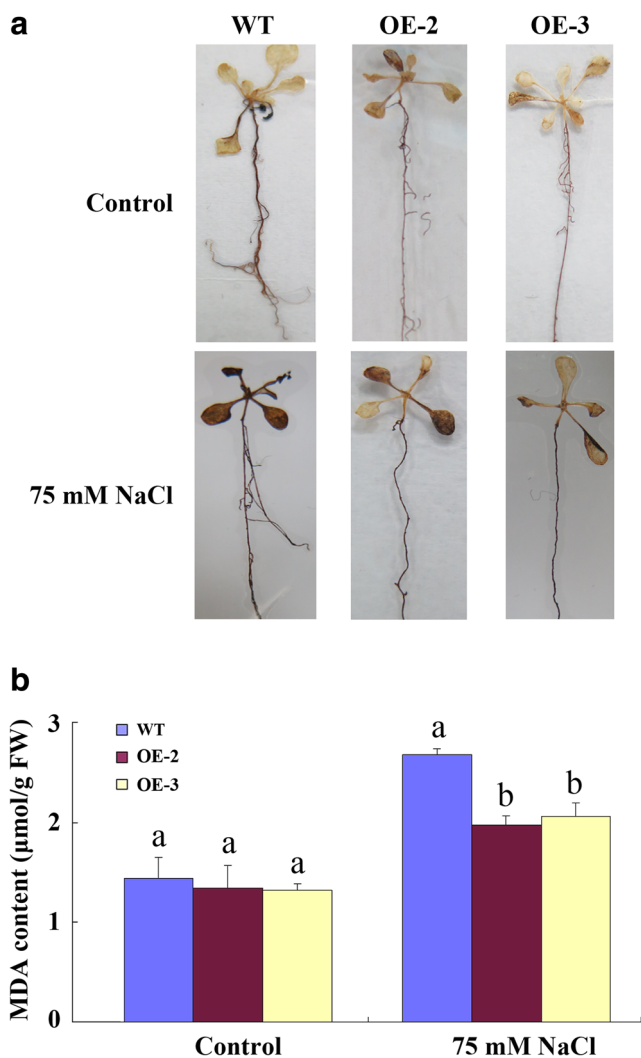 a
WT OE-2 OE-3
Control
75 mM NaCl
b
MDA content (μmol/g FW)
3
2
1
0
WT
OE-2
OE-3
a a a
a b b
Control 75 mM NaCl